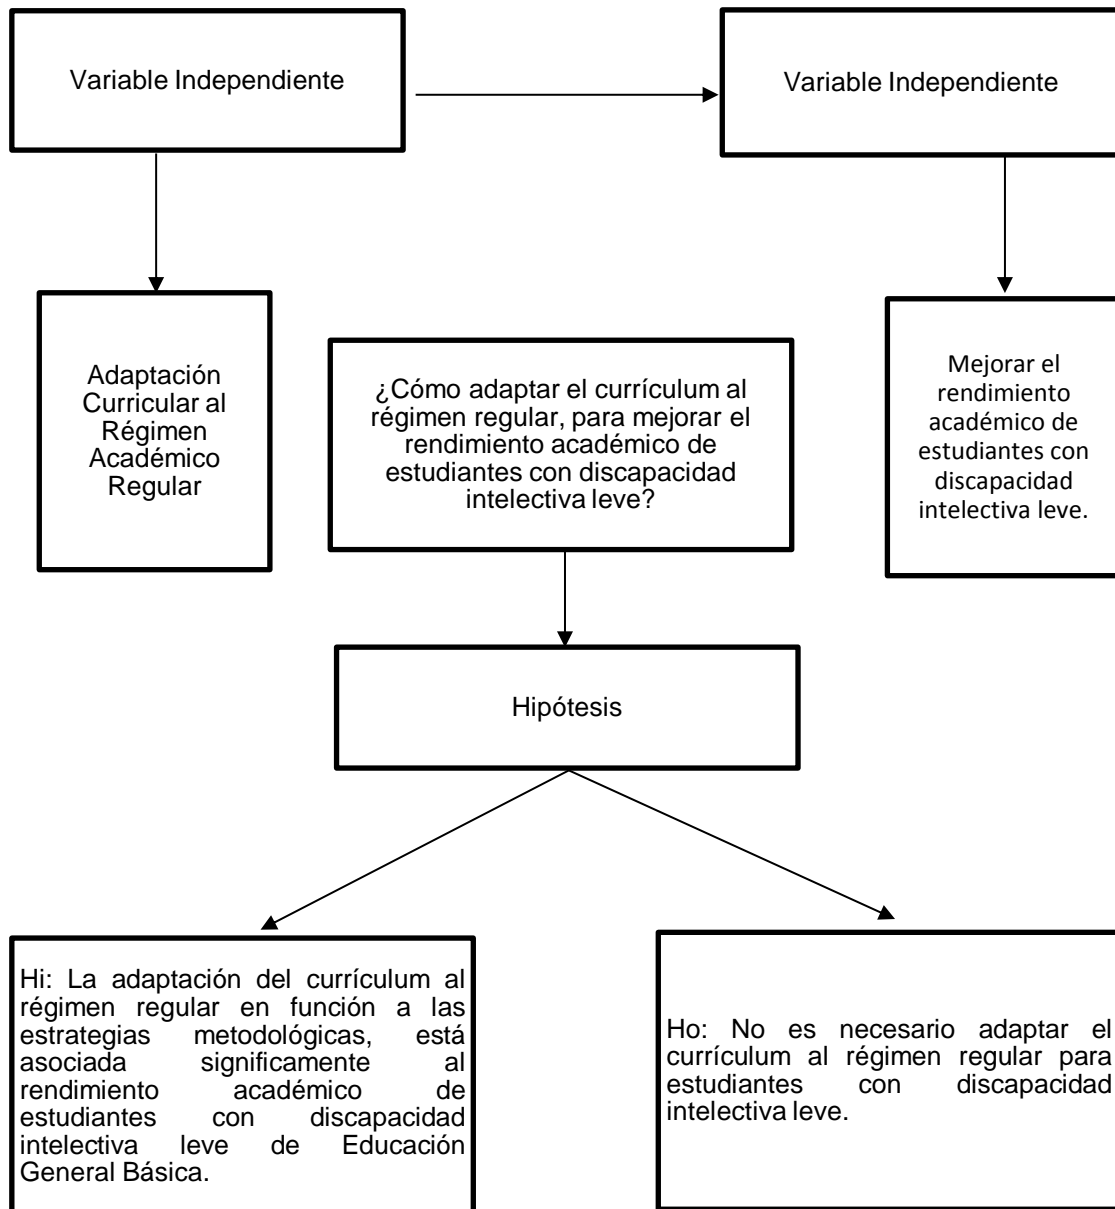 Variable Independiente
Variable Independiente
Adaptación
Curricular al
Régimen
Académico
Regular
¿Cómo adaptar el currículum al
régimen regular, para mejorar el
rendimiento académico de
estudiantes con discapacidad
intelectiva leve?
Mejorar el
rendimiento
académico de
estudiantes con
discapacidad
intelectiva leve.
Hipótesis
Hi: La adaptación del currículum al
régimen regular en función a las
estrategias metodológicas, está
asociada significamente al
rendimiento académico de
estudiantes con discapacidad
intelectiva leve de Educación
General Básica.
Ho: No es necesario adaptar el
currículum al régimen regular para
estudiantes con discapacidad
intelectiva leve.